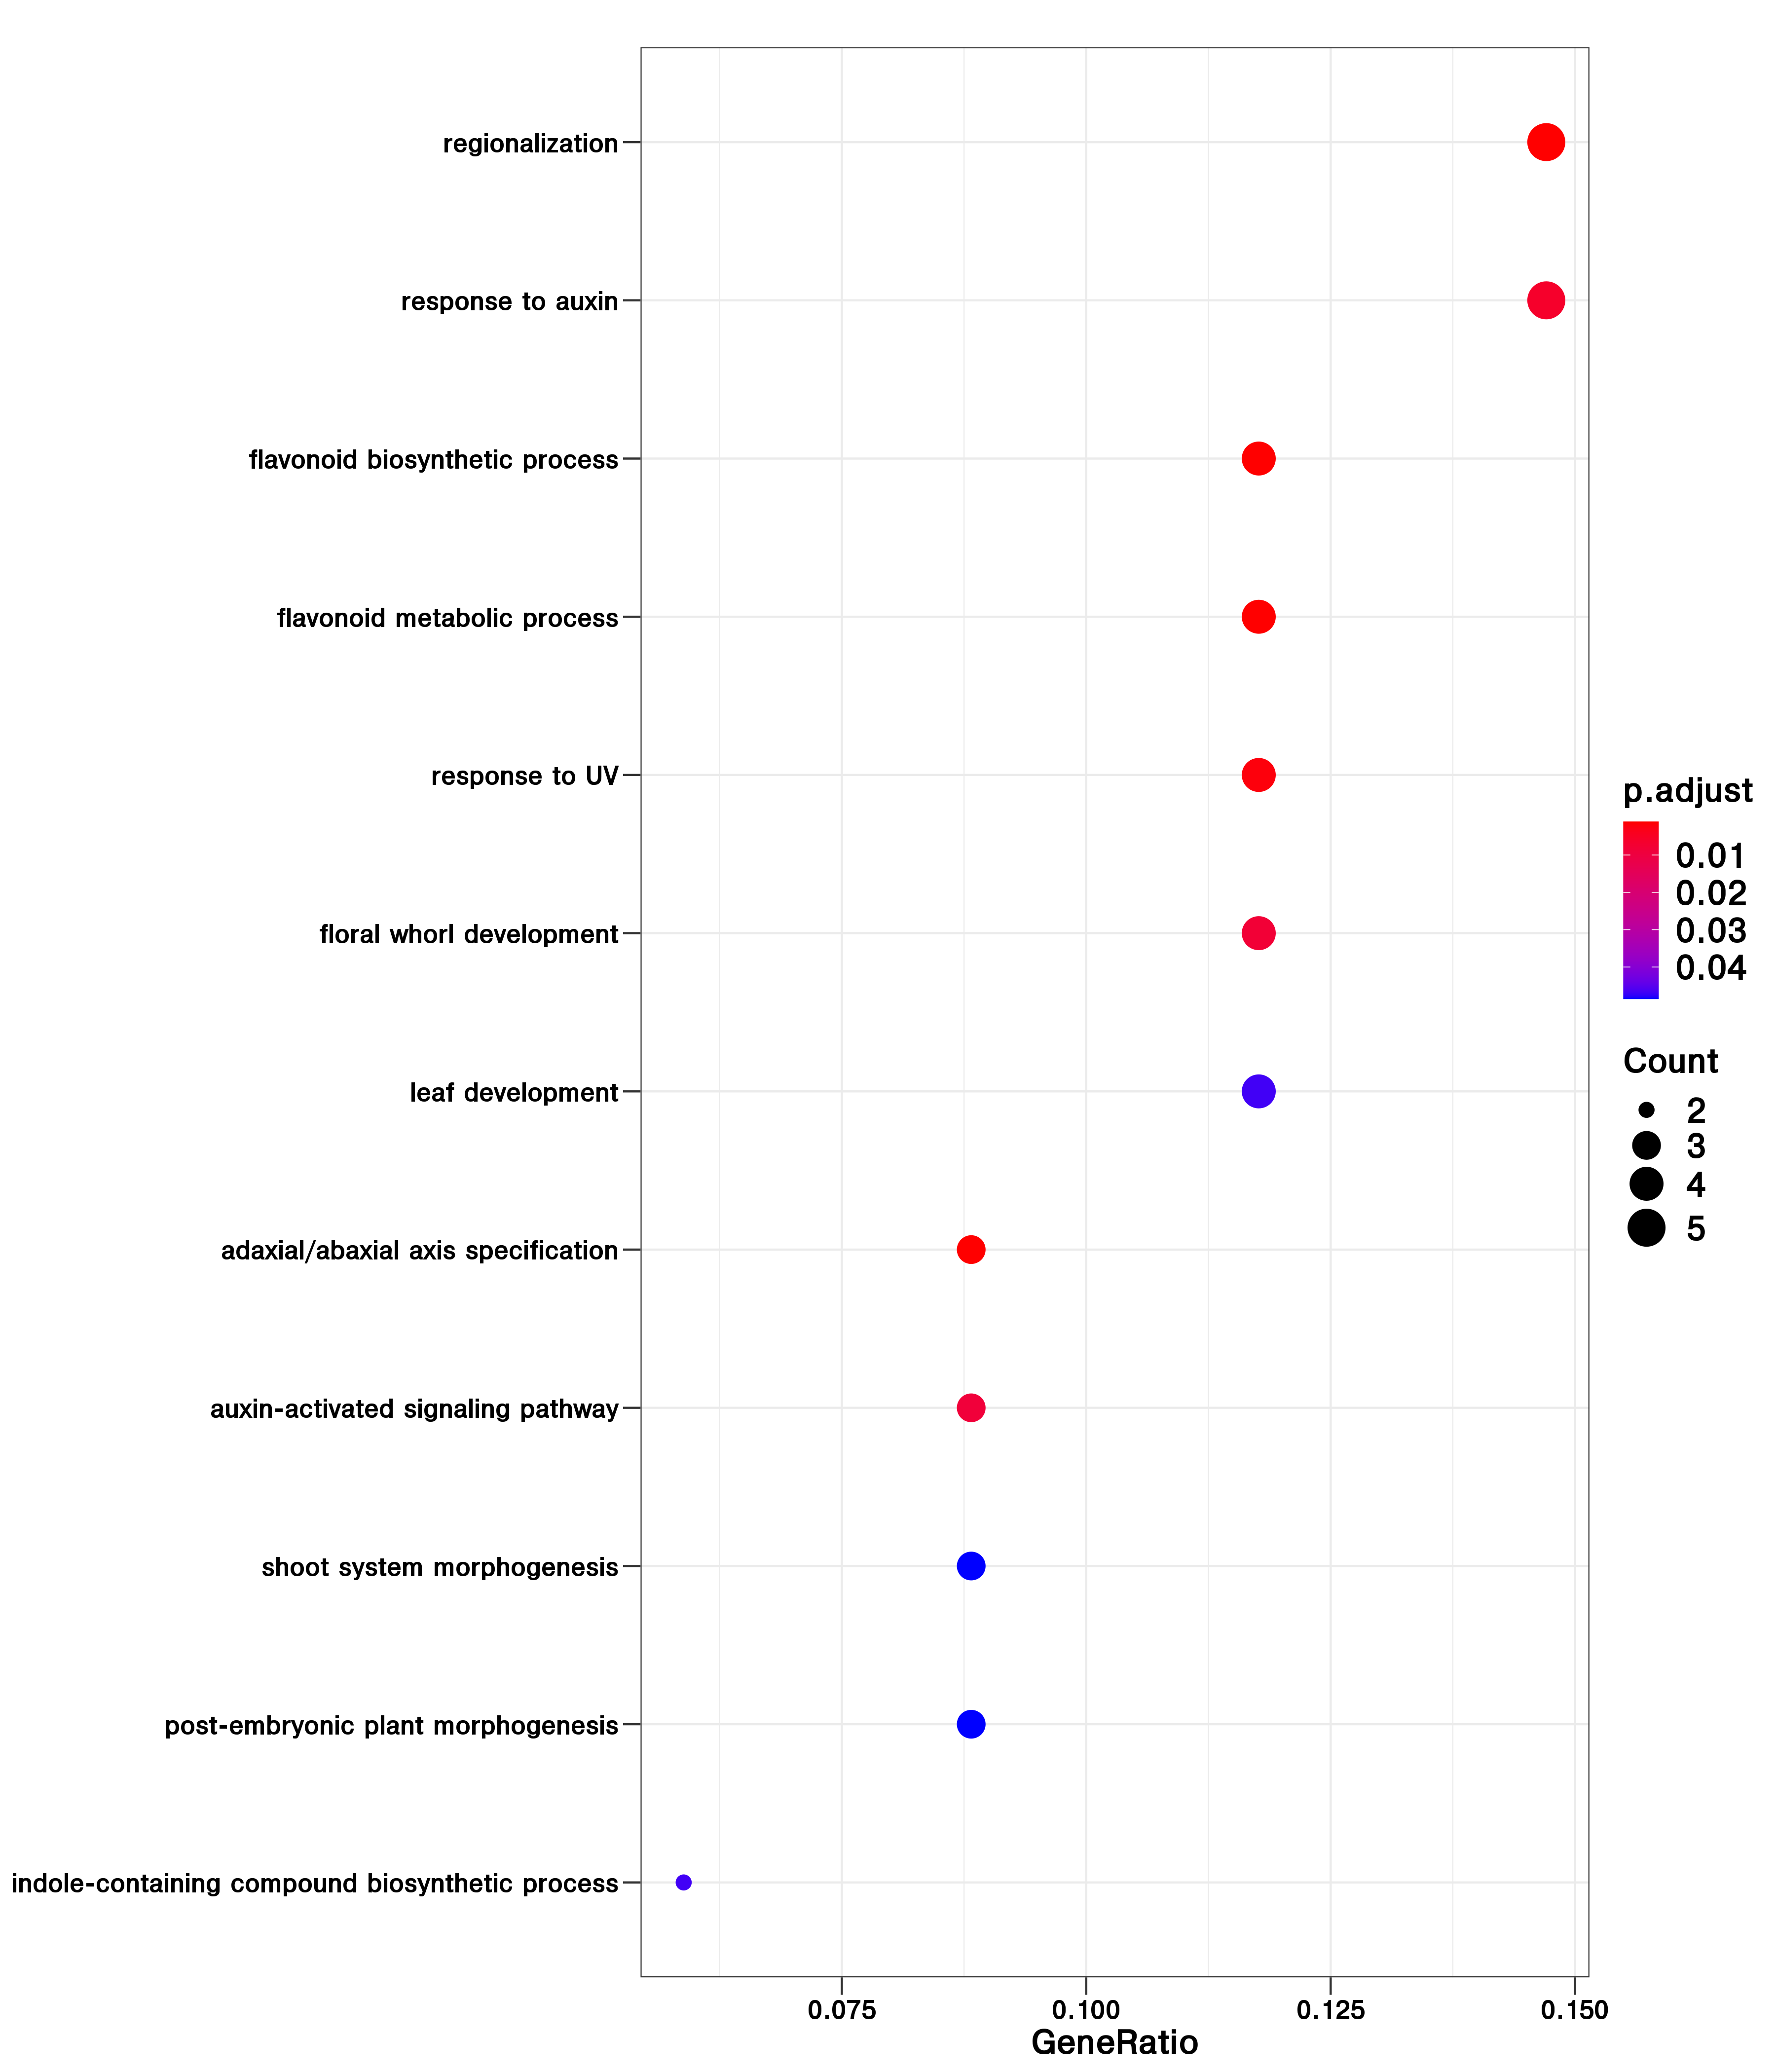 regionalization
response to auxin
flavonoid biosynthetic process
flavonoid metabolic process
response to UV
floral whorl development
leaf development
adaxial/abaxial axis specification
auxin-activated signaling pathway
shoot system morphogenesis
post-embryonic plant morphogenesis
indole-containing compound biosynthetic process
0.075 0.100 0.125 0.150
GeneRatio
p.adjust
0.01
0.02
0.03
0.04
Count
2
3
4
5